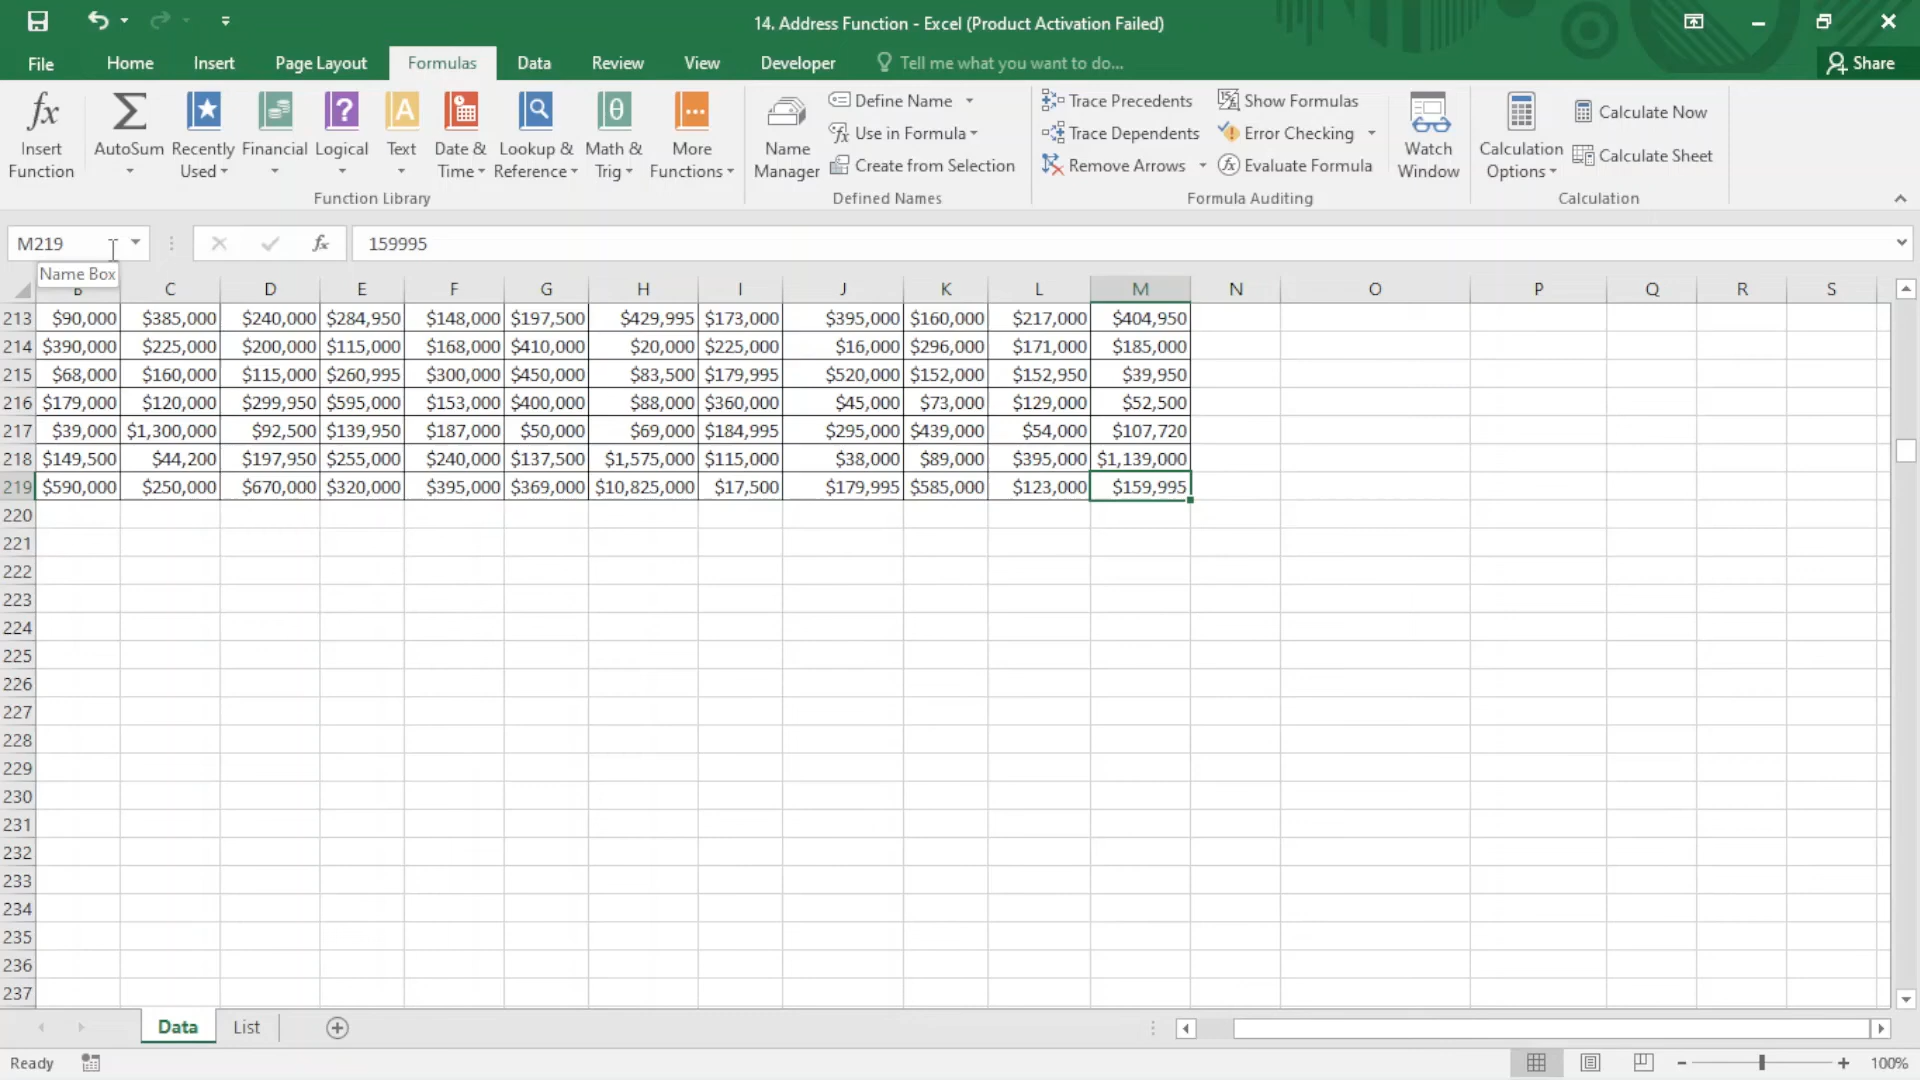 14. Address Function - Excel (Product Activation Failed)
File Home Insert Page Layout Formulas Data Review View Developer Tell me what you want to do... Share
Insert Function
AutoSum
Recently Used
Financial
Logical
Text
Date & Time
Lookup & Reference
Math & Trig
More Functions
Function Library
Name Manager
Define Name
Use in Formula
Create from Selection
Defined Names
Trace Precedents
Trace Dependents
Remove Arrows
Show Formulas
Error Checking
Evaluate Formula
Formula Auditing
Watch Window
Calculation Options
Calculate Now
Calculate Sheet
Calculation
M219 fx 159995
Name Box
B C D E F G H I J K L M N O P Q R S
213 $90,000 $385,000 $240,000 $284,950 $148,000 $197,500 $429,995 $173,000 $395,000 $160,000 $217,000 $404,950
214 $390,000 $225,000 $200,000 $115,000 $168,000 $410,000 $20,000 $225,000 $16,000 $296,000 $171,000 $185,000
215 $68,000 $160,000 $115,000 $260,995 $300,000 $450,000 $83,500 $179,995 $520,000 $152,000 $152,950 $39,950
216 $179,000 $120,000 $299,950 $595,000 $153,000 $400,000 $88,000 $360,000 $45,000 $73,000 $129,000 $52,500
217 $39,000 $1,300,000 $92,500 $139,950 $187,000 $50,000 $69,000 $184,995 $295,000 $439,000 $54,000 $107,720
218 $149,500 $44,200 $197,950 $255,000 $240,000 $137,500 $1,575,000 $115,000 $38,000 $89,000 $395,000 $1,139,000
219 $590,000 $250,000 $670,000 $320,000 $395,000 $369,000 $10,825,000 $17,500 $179,995 $585,000 $123,000 $159,995
220
221
222
223
224
225
226
227
228
229
230
231
232
233
234
235
236
237
Data List
Ready 100%